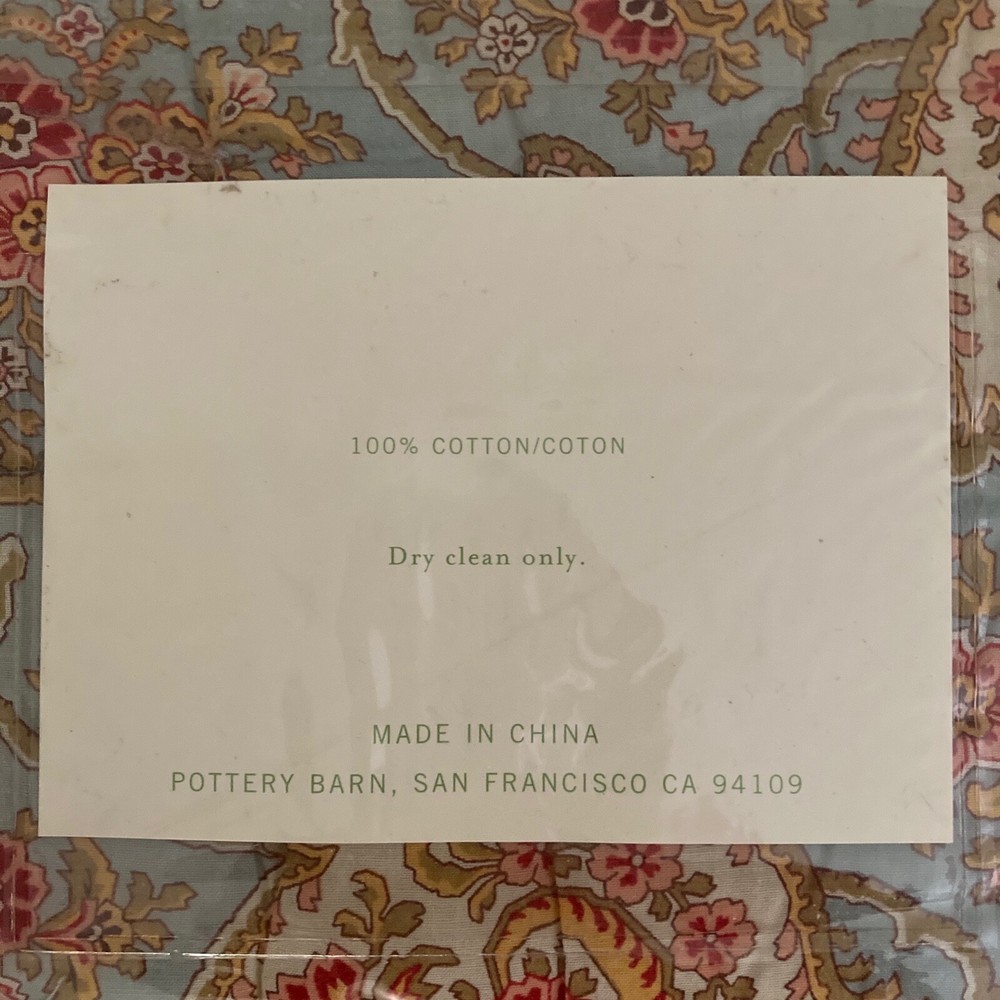 100% COTTON/COTON
Dry clean only.
MADE IN CHINA
POTTERY BARN, SAN FRANCISCO CA 94109